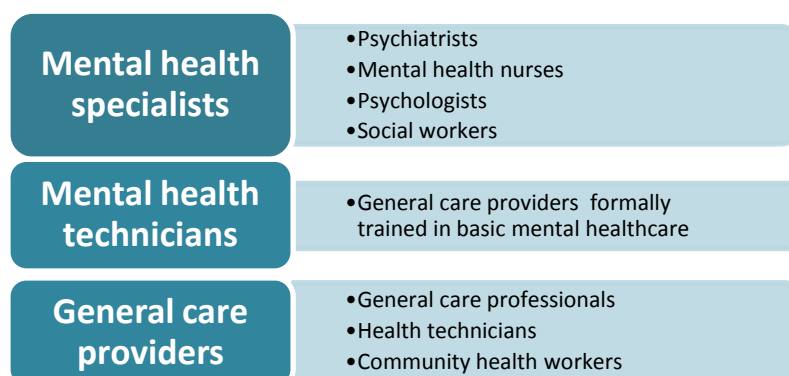 Mental health
specialists
•Psychiatrists
•Mental health nurses
•Psychologists
•Social workers
Mental health
technicians
•General care providers formally
trained in basic mental healthcare
General care
providers
•General care professionals
•Health technicians
•Community health workers